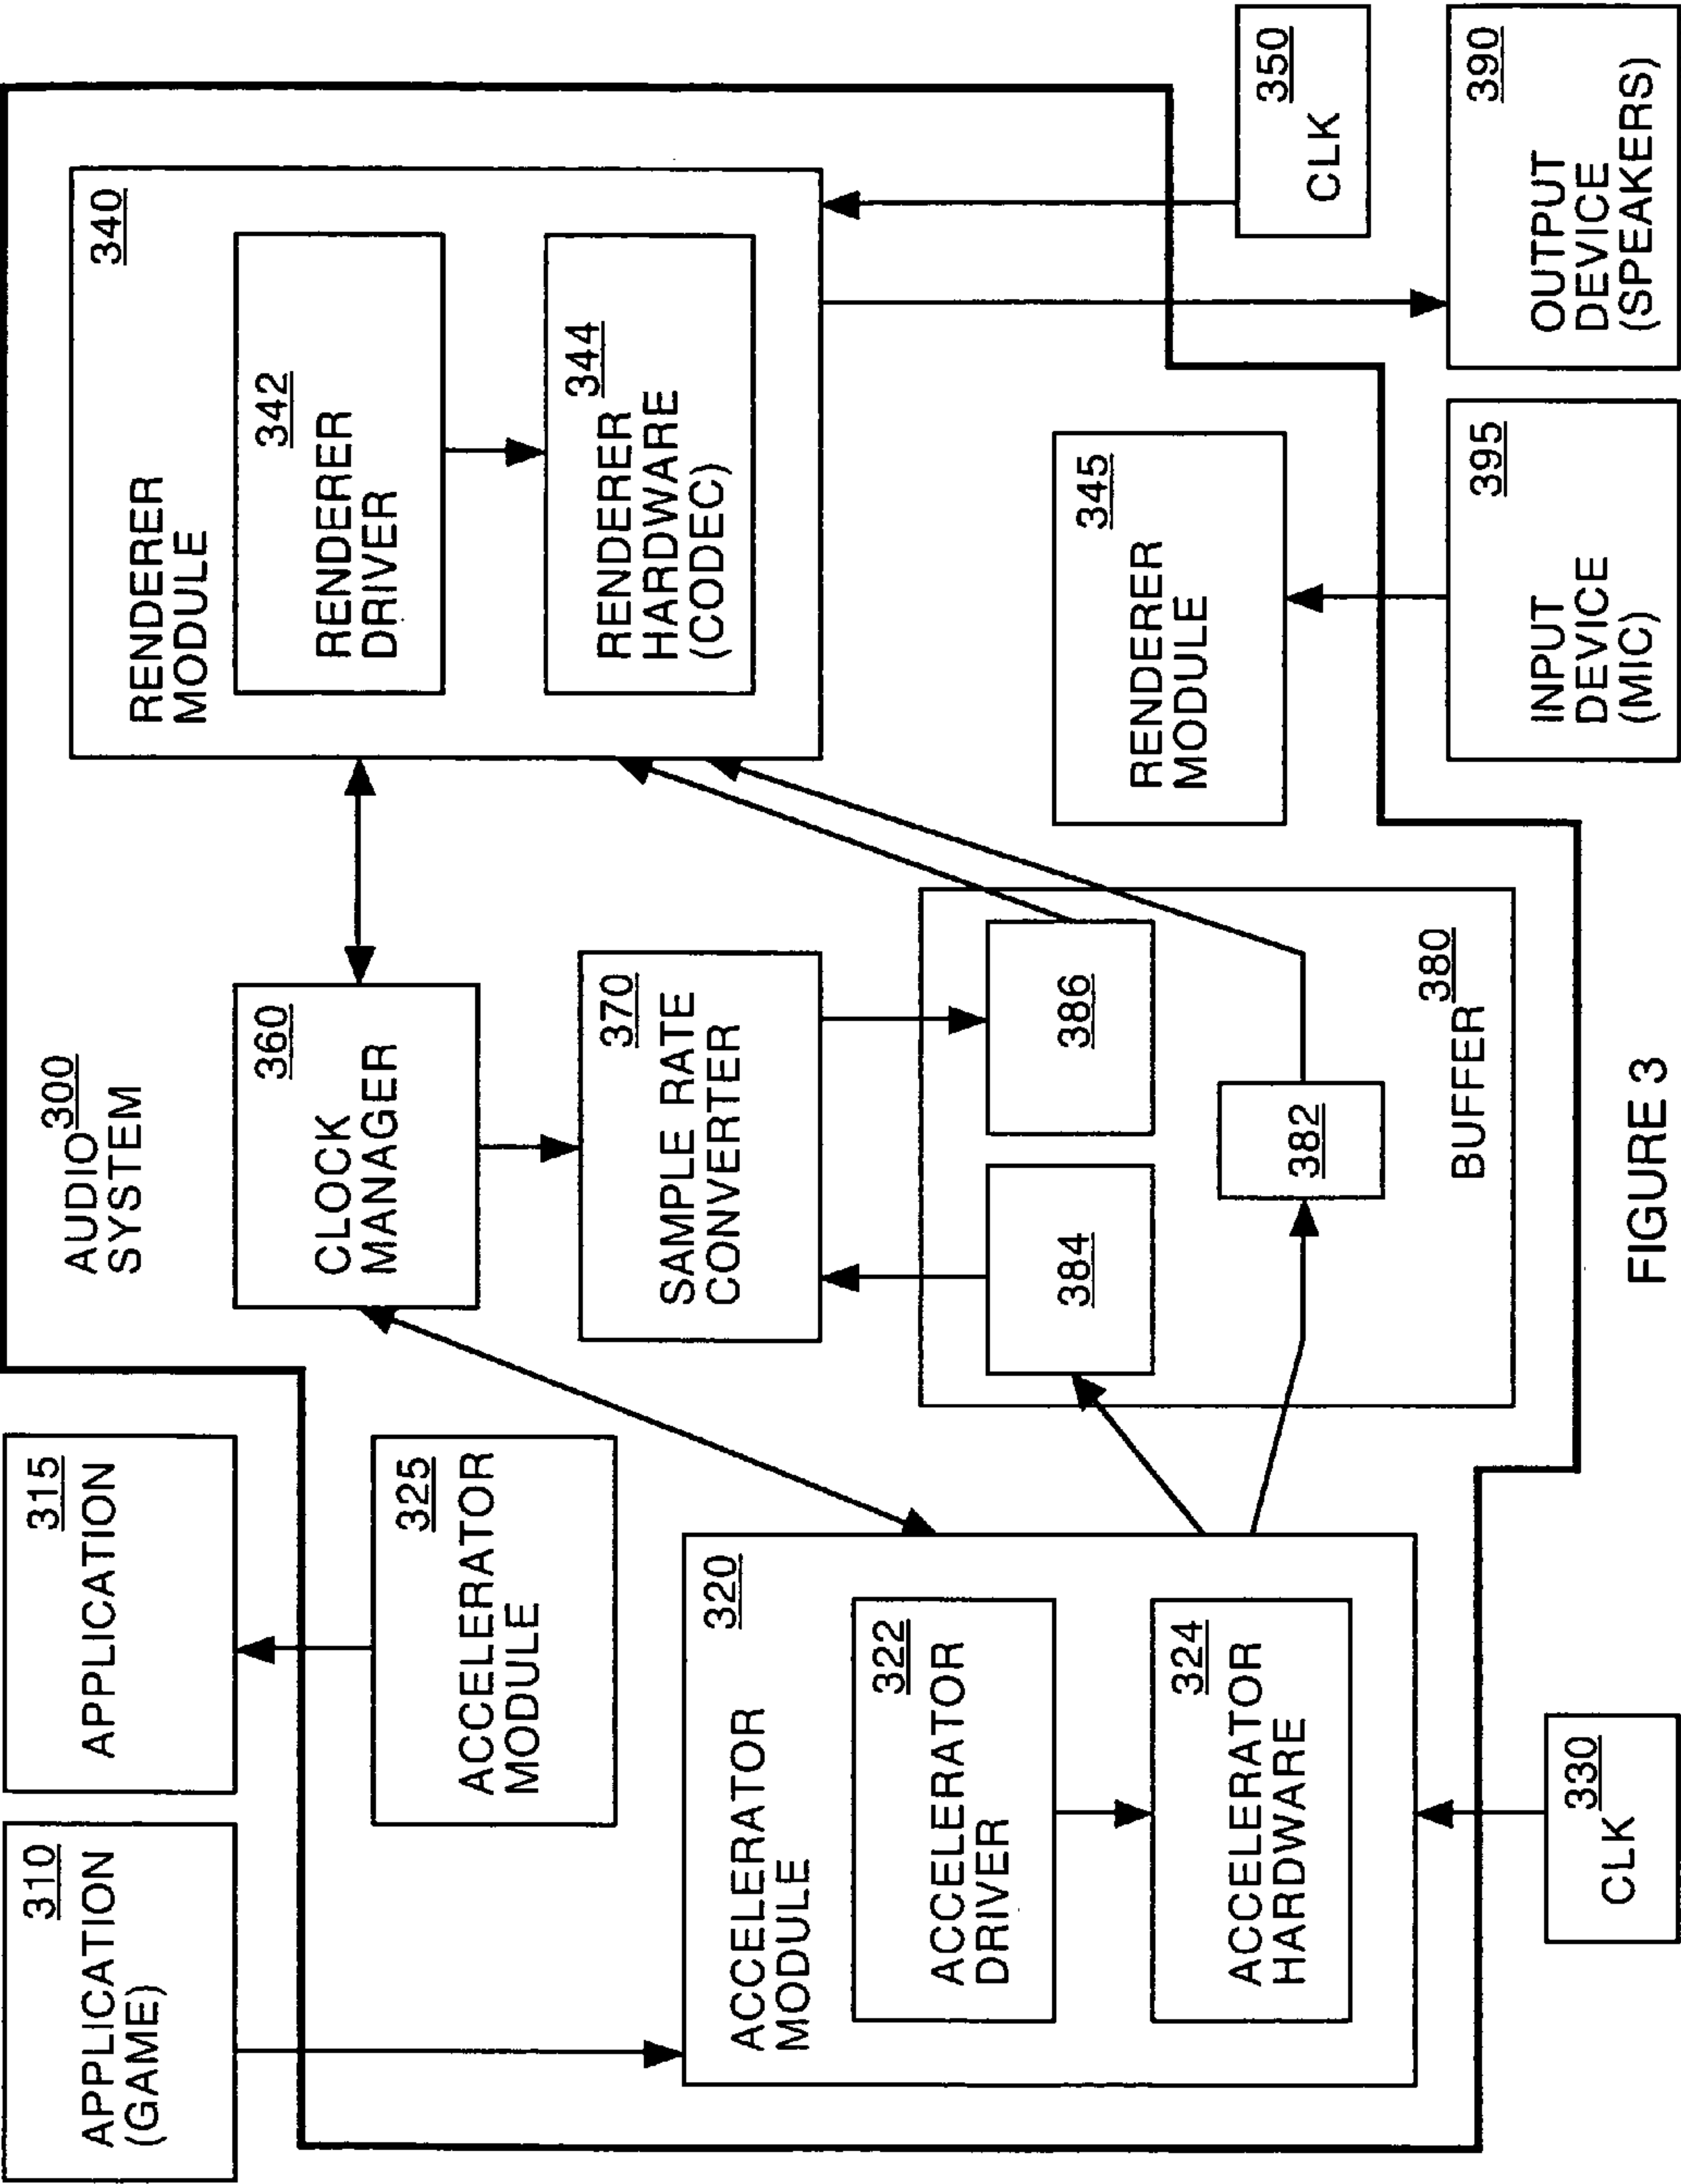 310
APPLICATION
(GAME)
315
APPLICATION
AUDIO 300
SYSTEM
325
ACCELERATOR
MODULE
360
CLOCK
MANAGER
340
RENDERER
MODULE
342
RENDERER
DRIVER
344
RENDERER
HARDWARE
(CODEC)
320
ACCELERATOR
MODULE
322
ACCELERATOR
DRIVER
324
ACCELERATOR
HARDWARE
370
SAMPLE RATE
CONVERTER
384
386
382
380
BUFFER
345
RENDERER
MODULE
330
CLK
350
CLK
395
INPUT
DEVICE
(MIC)
390
OUTPUT
DEVICE
(SPEAKERS)
FIGURE 3